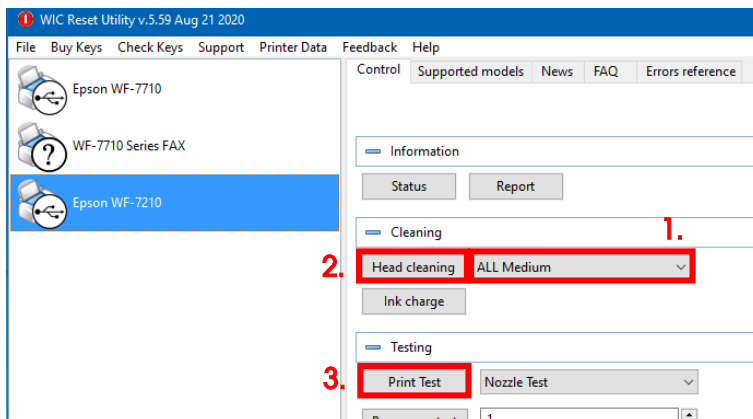 WIC Reset Utility v.5.59 Aug 21 2020
File Buy Keys Check Keys Support Printer Data Feedback Help
Epson WF-7710
WF-7710 Series FAX
Epson WF-7210
Control Supported models News FAQ Errors reference
Information
Status Report
Cleaning
1.
2. Head cleaning ALL Medium
Ink charge
Testing
3. Print Test Nozzle Test